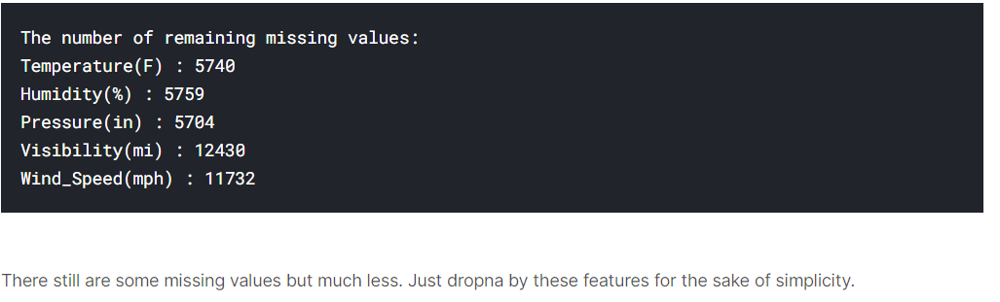 The number of remaining missing values:
Temperature(F) : 5740
Humidity(%) : 5759
Pressure(in) : 5704
Visibility(mi) : 12430
Wind_Speed(mph) : 11732
There still are some missing values but much less. Just dropna by these features for the sake of simplicity.